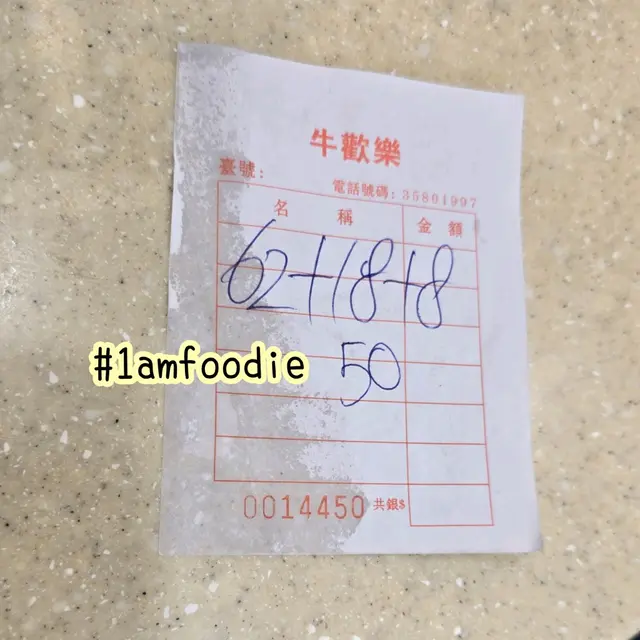 牛歡樂
臺號:
電話號碼: 35801997
名 稱 金 額
62+118+8
#1amfoodie
50
0014450 共銀$